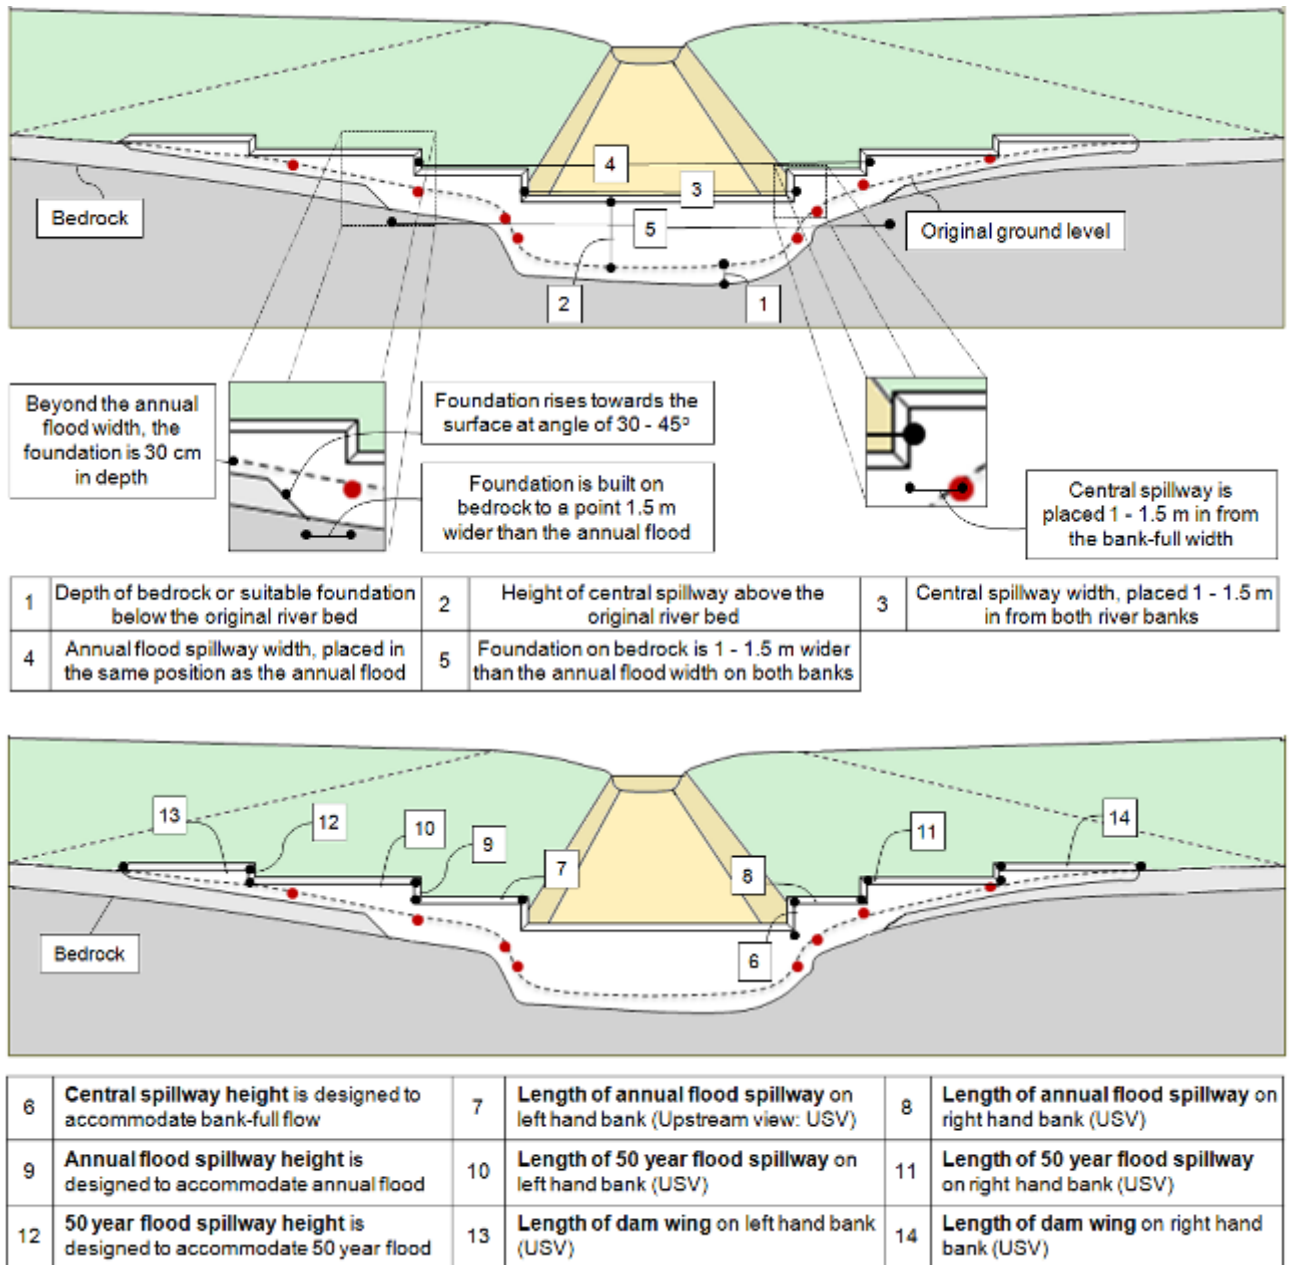 4
3
Bedrock
5
Original ground level
2
1
Beyond the annual
flood width, the
foundation is 30 cm
in depth
Foundation rises towards the
surface at angle of 30 - 45º
Foundation is built on
bedrock to a point 1.5 m
wider than the annual flood
Central spillway is
placed 1 - 1.5 m in from
the bank-full width
1
Depth of bedrock or suitable foundation
below the original river bed
2
Height of central spillway above the
original river bed
3
Central spillway width, placed 1 - 1.5 m
in from both river banks
4
Annual flood spillway width, placed in
the same position as the annual flood
5
Foundation on bedrock is 1 - 1.5 m wider
than the annual flood width on both banks
13
12
10
9
7
8
11
14
Bedrock
6
6
Central spillway height is designed to
accommodate bank-full flow
7
Length of annual flood spillway on
left hand bank (Upstream view: USV)
8
Length of annual flood spillway on
right hand bank (USV)
9
Annual flood spillway height is
designed to accommodate annual flood
10
Length of 50 year flood spillway on
left hand bank (USV)
11
Length of 50 year flood spillway
on right hand bank (USV)
12
50 year flood spillway height is
designed to accommodate 50 year flood
13
Length of dam wing on left hand bank
(USV)
14
Length of dam wing on right hand
bank (USV)